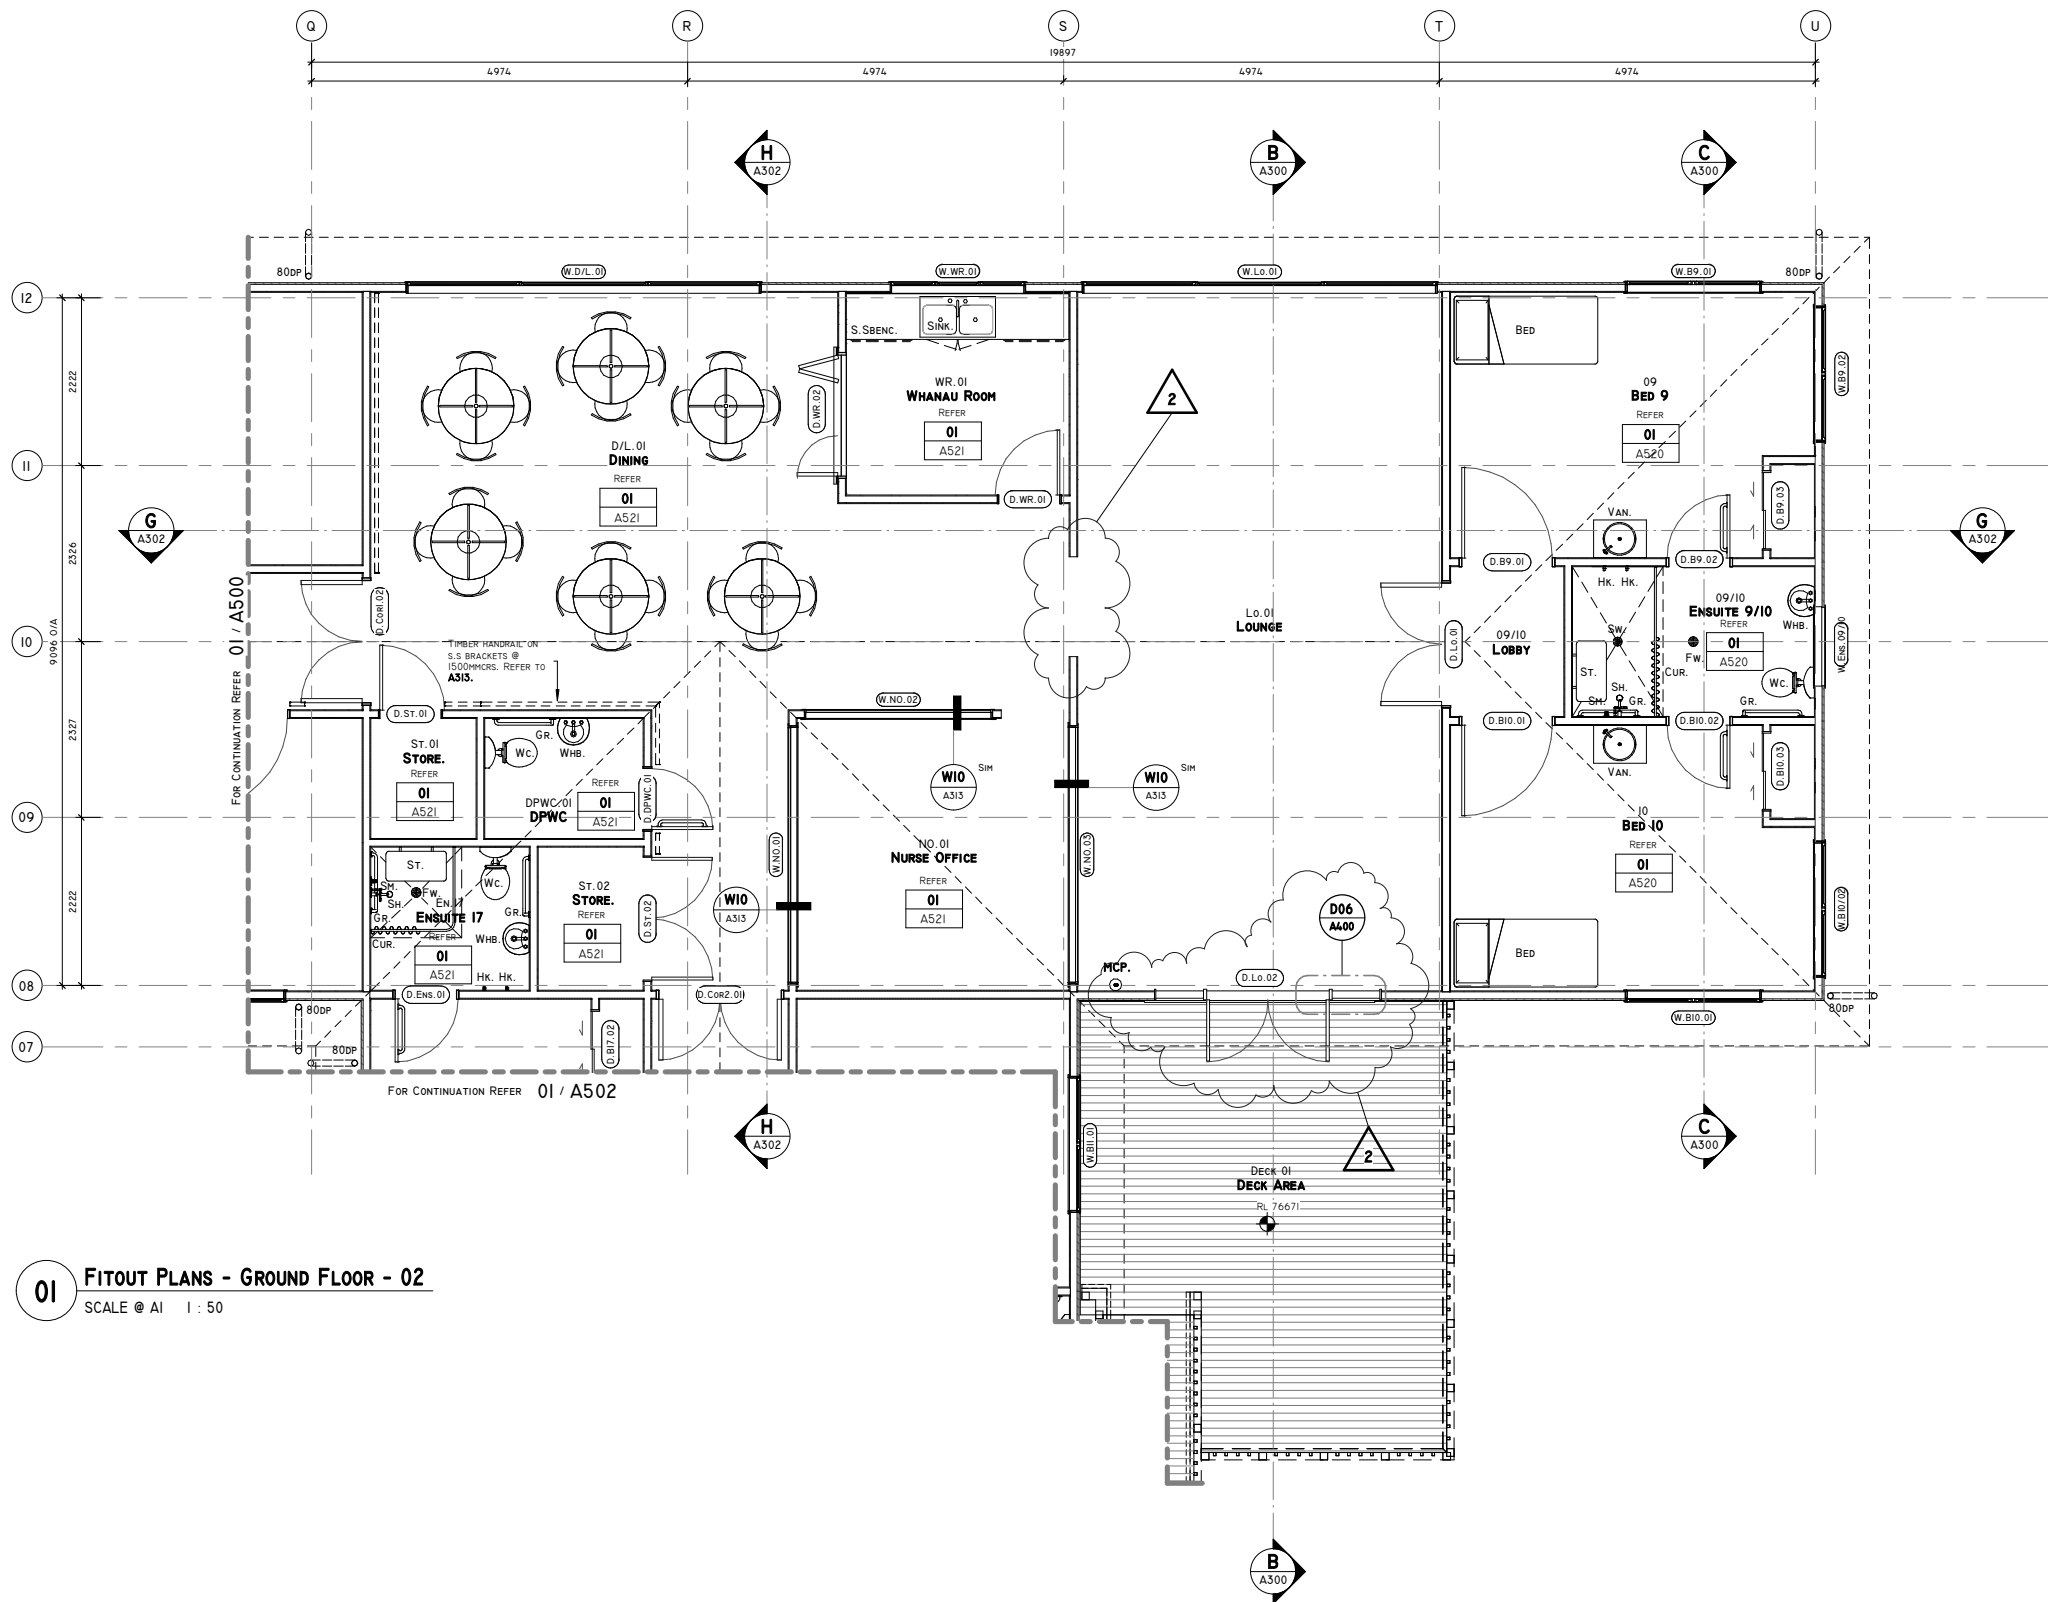 Q
R
S
T
U
19897
4974
4974
4974
4974
H
A302
B
A300
C
A300
80DP
W.D/L.01
W.WR.01
W.LO.01
W.B9.01
80DP
12
11
10
09
08
07
2222
2326
2327
2222
9096 O/A
S.SBENC.
SINK.
BED
W.B9.02
WR.01
WHANAU ROOM
REFER
01
A521
D.WR.02
D.WR.01
2
09
BED 9
REFER
01
A520
D/L.01
DINING
REFER
01
A521
G
A302
G
A302
VAN.
D.B9.03
D.B9.01
D.B9.02
HK. HK.
09/10
ENSUITE 9/10
REFER
01
A520
WHB.
SW.
FW.
ST.
CUR.
SH.
SM.
GR.
WC.
GR.
W.ENS.09/10
FOR CONTINUATION REFER 01 / A500
D.COR1.02
TIMBER HANDRAIL ON
S.S BRACKETS @
1500MMCRS. REFER TO
A313.
LO.01
LOUNGE
D.LO.01
09/10
LOBBY
D.ST.01
W.NO.02
D.B10.01
D.B10.02
GR.
WHB.
WC.
ST.01
STORE.
REFER
01
A521
DPWC.01
DPWC
REFER
01
A521
D.DPWC.01
W10
A313
SIM
W10
A313
SIM
VAN.
D.B10.03
10
BED 10
REFER
01
A520
W.NO.01
W.NO.03
NO.01
NURSE OFFICE
REFER
01
A521
ST.
SM.
SH.
FW.
EN.17
ENSUITE 17
REFER
01
A521
GR.
CUR.
WC.
GR.
WHB.
HK. HK.
ST.02
STORE.
REFER
01
A521
D.ST.02
W10
A313
D06
A400
BED
W.B10/02
MCP.
D.LO.02
D.ENS.01
D.COR2.01
80DP
80DP
D.B17.02
W.B10.01
80DP
FOR CONTINUATION REFER 01 / A502
H
A302
C
A300
W.B11.01
2
DECK 01
DECK AREA
RL 76671
01
FITOUT PLANS - GROUND FLOOR - 02
SCALE @ A1 1 : 50
B
A300